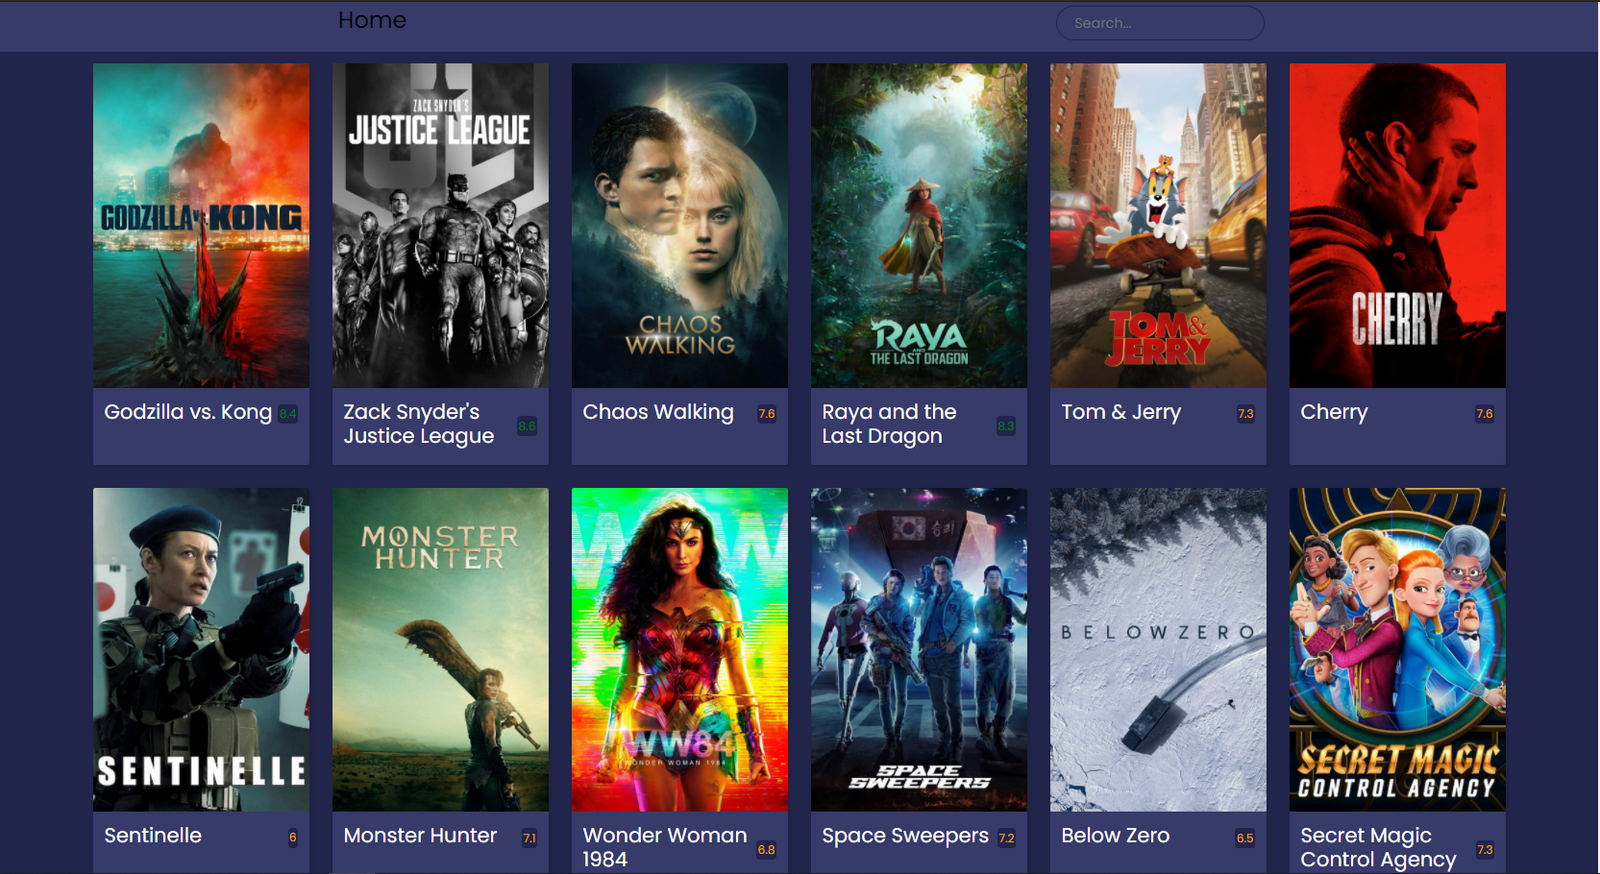 Home
Search...
GODZILLA v. KONG
ZACK SNYDER'S
JUSTICE LEAGUE
CHAOS
WALKING
RAYA
AND
THE LAST DRAGON
TOM &
JERRY
CHERRY
Godzilla vs. Kong 8.4
Zack Snyder's
Justice League 8.6
Chaos Walking 7.6
Raya and the
Last Dragon 8.3
Tom & Jerry 7.3
Cherry 7.6
SENTINELLE
MONSTER
HUNTER
WW84
WONDER WOMAN 1984
승리
SPACE
SWEEPERS
BELOW ZERO
SECRET MAGIC
CONTROL AGENCY
Sentinelle 6
Monster Hunter 7.1
Wonder Woman
1984 6.8
Space Sweepers 7.2
Below Zero 6.5
Secret Magic
Control Agency 7.3